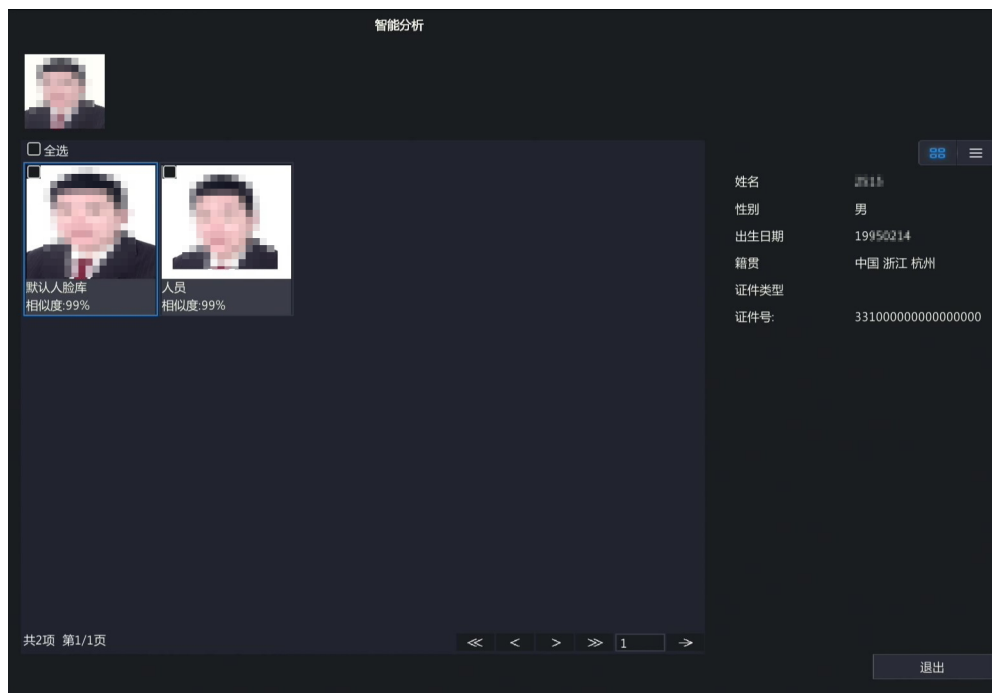 智能分析
全选
默认人脸库
相似度:99%
人员
相似度:99%
姓名
性别 男
出生日期 19950214
籍贯 中国 浙江 杭州
证件类型
证件号: 331000000000000000
共2项 第1/1页
≪ < > ≫ 1 →
退出